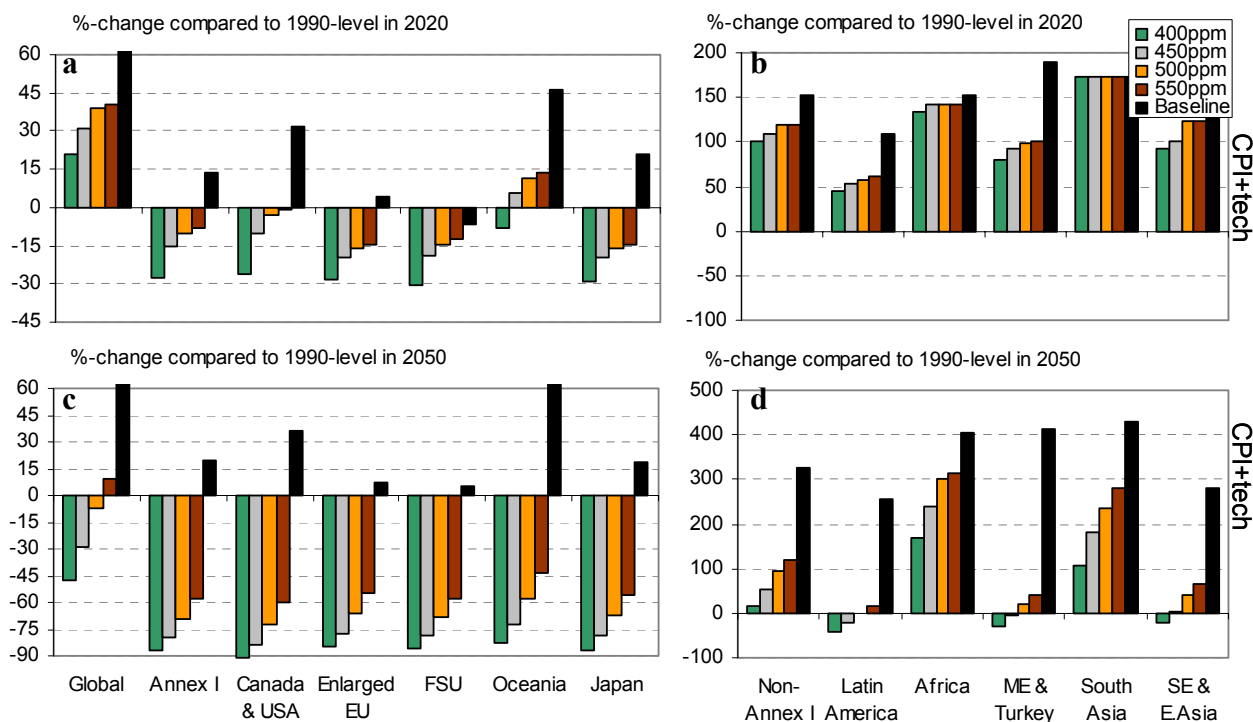 %-change compared to 1990-level in 2020
a
60
45
30
15
0
-15
-30
-45
%-change compared to 1990-level in 2020
b
200
150
100
50
0
-50
-100
400ppm
450ppm
500ppm
550ppm
Baseline
CPI+tech
%-change compared to 1990-level in 2050
c
60
45
30
15
0
-15
-30
-45
-60
-75
-90
Global
Annex I
Canada
& USA
Enlarged
EU
FSU
Oceania
Japan
%-change compared to 1990-level in 2050
d
500
400
300
200
100
0
-100
CPI+tech
Non-
Annex I
Latin
America
Africa
ME &
Turkey
South
Asia
SE &
E.Asia